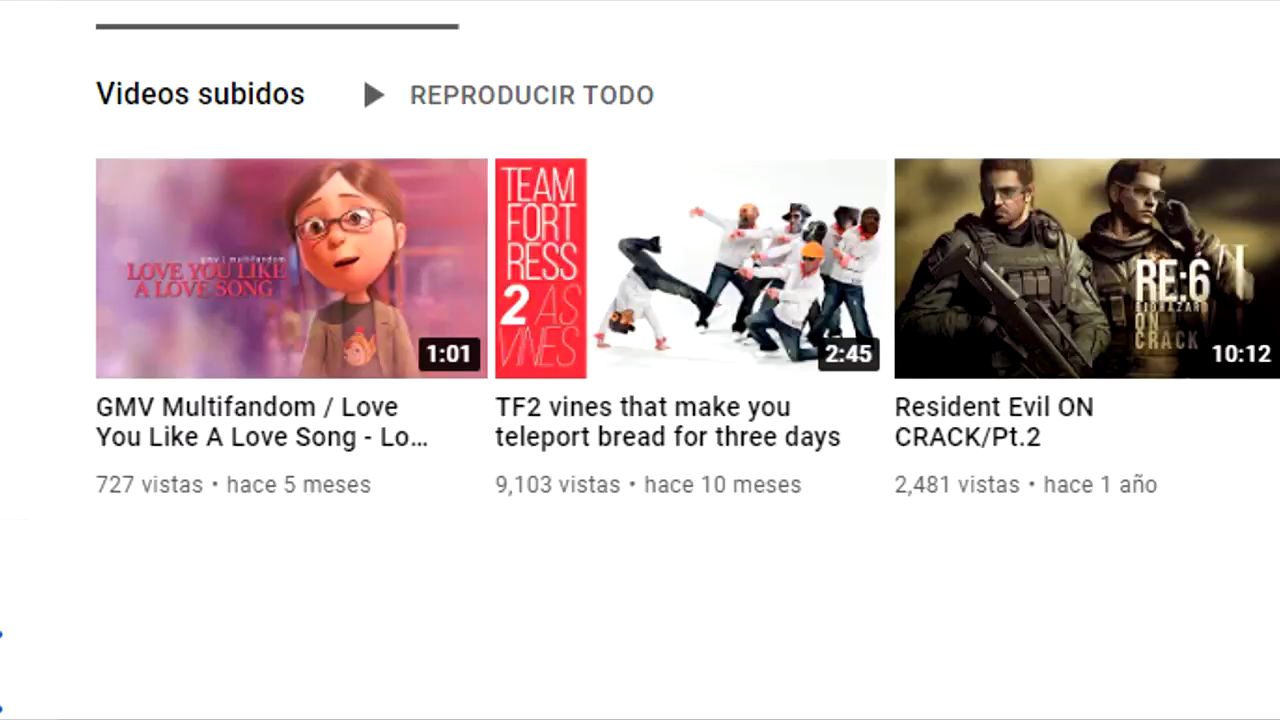 Videos subidos
REPRODUCIR TODO
gmv | multifandom
LOVE YOU LIKE
A LOVE SONG
1:01
TEAM
FORT
RESS
2 AS
VINES
2:45
RE:6
BIOHAZARD
ON
CRACK
10:12
GMV Multifandom / Love
You Like A Love Song - Lo...
727 vistas • hace 5 meses
TF2 vines that make you
teleport bread for three days
9,103 vistas • hace 10 meses
Resident Evil ON
CRACK/Pt.2
2,481 vistas • hace 1 año